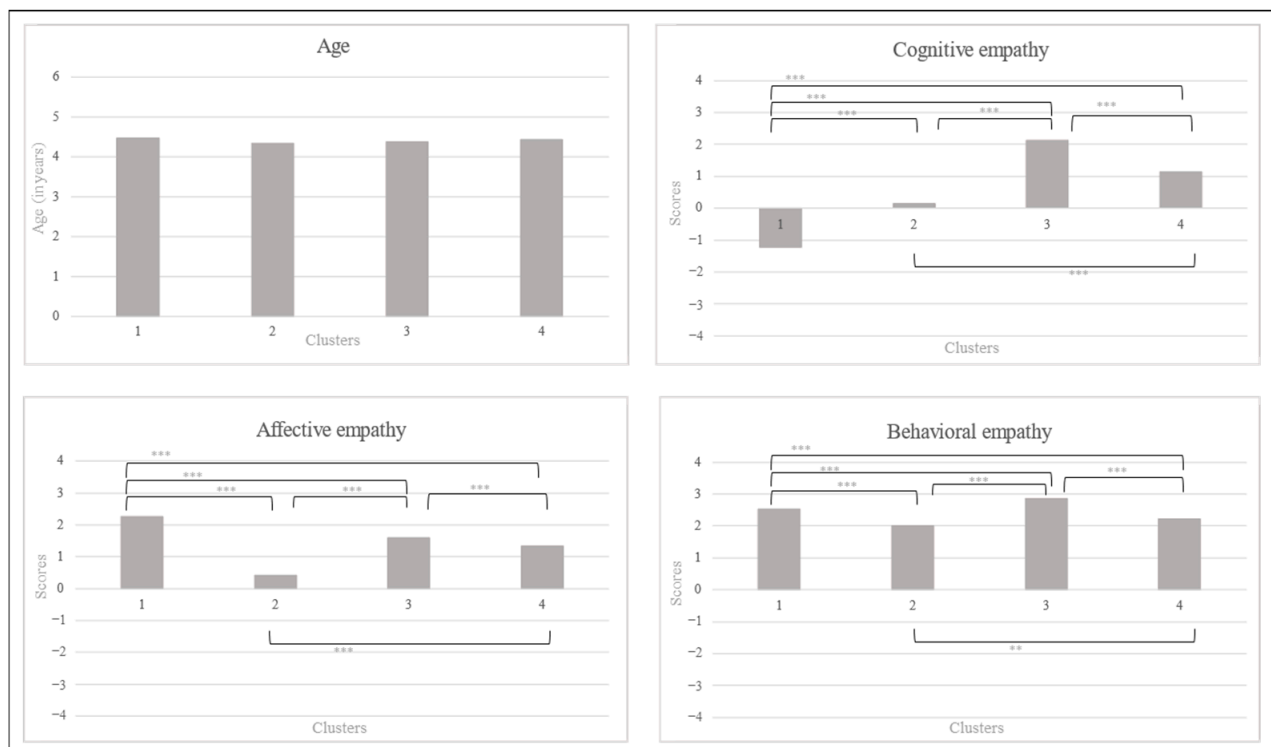 Age
6
5
4
3
2
1
0
Age (in years)
1 2 3 4
Clusters
Cognitive empathy
4
3
2
1
0
−1
−2
−3
−4
Scores
***
***
*** *** ***
1 2 3 4
***
Clusters
Affective empathy
4
3
2
1
0
−1
−2
−3
−4
Scores
***
***
*** *** ***
1 2 3 4
***
Clusters
Behavioral empathy
4
3
2
1
0
−1
−2
−3
−4
Scores
***
*** ***
*** ***
1 2 3 4
**
Clusters